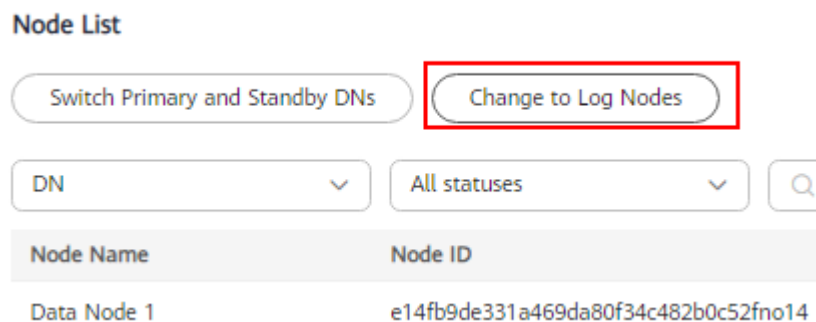 Node List
Switch Primary and Standby DNs Change to Log Nodes
DN All statuses
Node Name Node ID
Data Node 1 e14fb9de331a469da80f34c482b0c52fno14